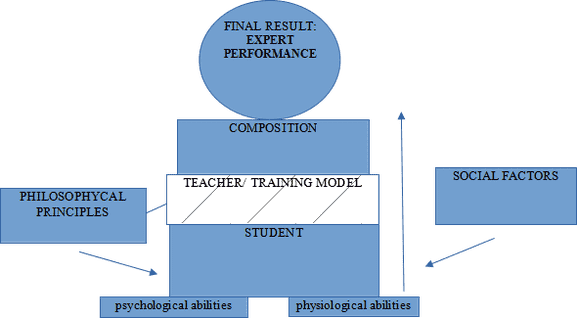 FINAL RESULT:
EXPERT
PERFORMANCE
COMPOSITION
TEACHER/ TRAINING MODEL
SOCIAL FACTORS
PHILOSOPHYCAL
PRINCIPLES
STUDENT
psychological abilities
physiological abilities